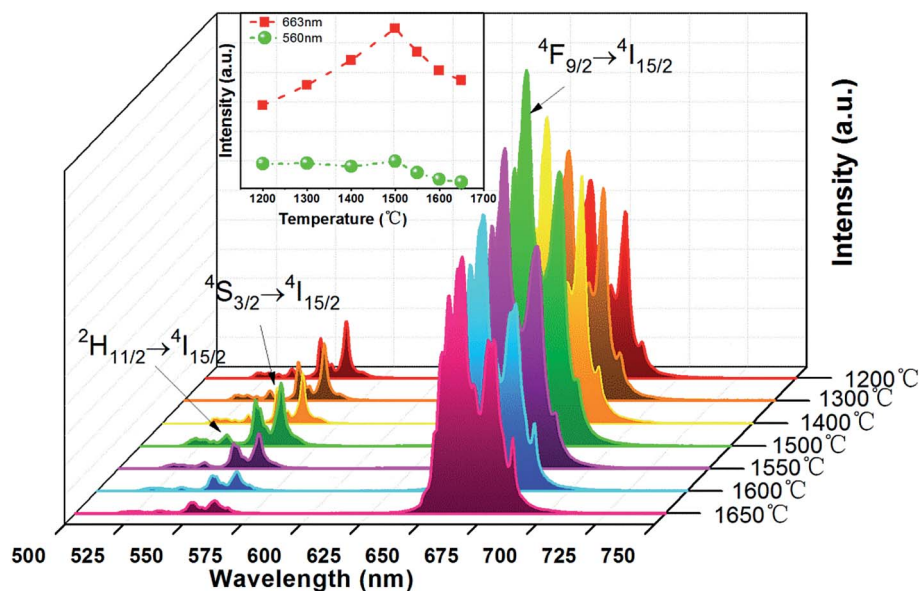 663nm
560nm
Intensity (a.u.)
1200 1300 1400 1500 1600 1700
Temperature (℃)
⁴F₉/₂→⁴I₁₅/₂
Intensity (a.u.)
⁴S₃/₂→⁴I₁₅/₂
²H₁₁/₂→⁴I₁₅/₂
1200℃
1300℃
1400℃
1500℃
1550℃
1600℃
1650℃
500 525 550 575 600 625 650 675 700 725 750
Wavelength (nm)